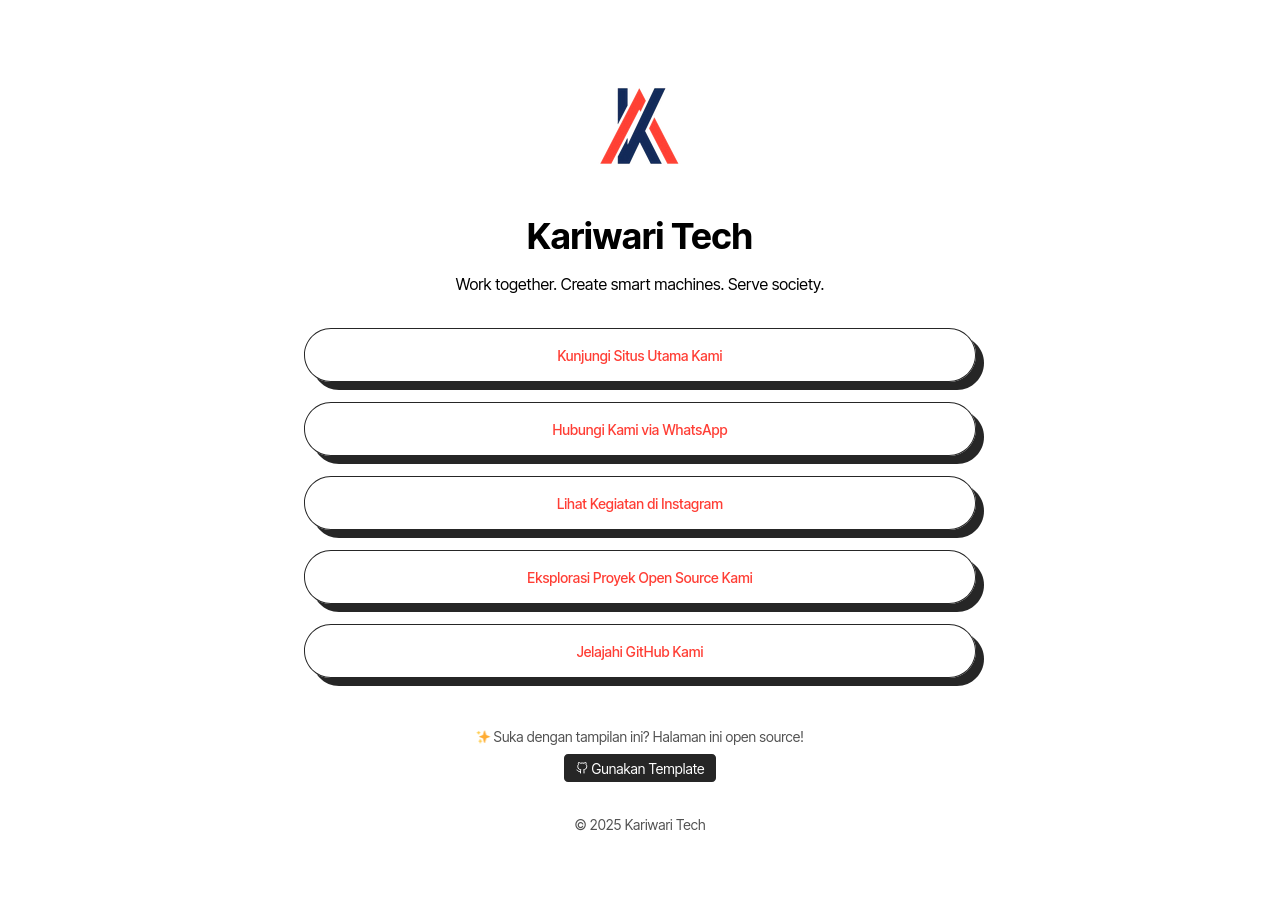 Kariwari Tech
Work together. Create smart machines. Serve society.
Kunjungi Situs Utama Kami
Hubungi Kami via WhatsApp
Lihat Kegiatan di Instagram
Eksplorasi Proyek Open Source Kami
Jelajahi GitHub Kami
✨ Suka dengan tampilan ini? Halaman ini open source!
Gunakan Template
© 2025 Kariwari Tech